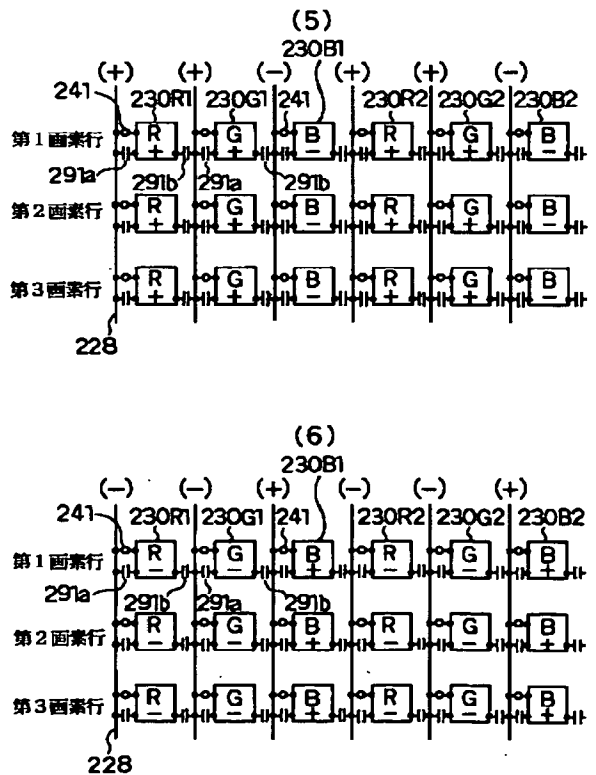 (5)
230B1
(+) (+) (−) (+) (+) (−)
241 230R1 230G1 241 230R2 230G2 230B2
第1画素行 R G B R G B
+ + − + + −
291a 291b 291a 291b
第2画素行 R G B R G B
+ + − + + −
第3画素行 R G B R G B
+ + − + + −
228
(6)
230B1
(−) (−) (+) (−) (−) (+)
241 230R1 230G1 241 230R2 230G2 230B2
第1画素行 R G B R G B
− − + − − +
291a 291b 291a 291b
第2画素行 R G B R G B
− − + − − +
第3画素行 R G B R G B
− − + − − +
228